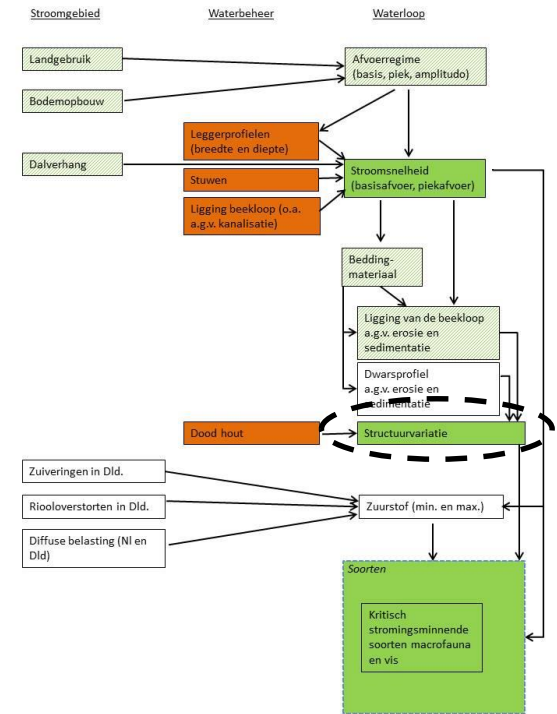 Stroomgebied
Waterbeheer
Waterloop
Landgebruik
Afvoerregime
(basis, piek, amplitudo)
Bodemopbouw
Leggerprofielen
(breedte en diepte)
Dalverhang
Stroomsnelheid
(basisafvoer, piekafvoer)
Stuwen
Ligging beekloop (o.a.
a.g.v. kanalisatie)
Bedding-
materiaal
Ligging van de beekloop
a.g.v. erosie en
sedimentatie
Dwarsprofiel
a.g.v. erosie en
sedimentatie
Dood hout
Structuurvariatie
Zuiveringen in Dld.
Riooloverstorten in Dld.
Zuurstof (min. en max.)
Diffuse belasting (Nl en
Dld)
Soorten
Kritisch
stromingsminnende
soorten macrofauna
en vis